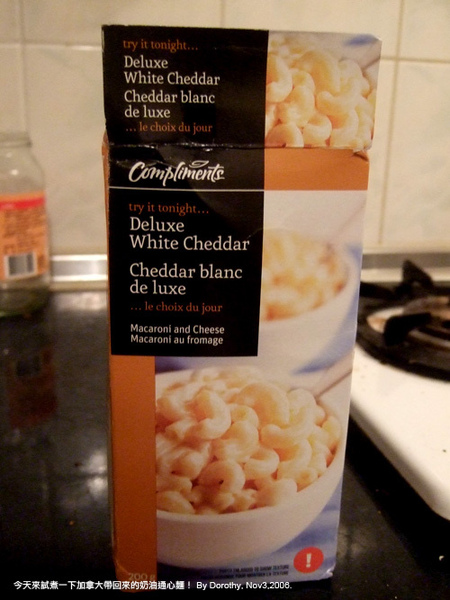 try it tonight...
Deluxe
White Cheddar
Cheddar blanc
de luxe
... le choix du jour
Compliments
try it tonight...
Deluxe
White Cheddar
Cheddar blanc
de luxe
... le choix du jour
Macaroni and Cheese
Macaroni au fromage
200 g
!
今天來試煮一下加拿大帶回來的奶油通心麵！ By Dorothy, Nov3,2006.